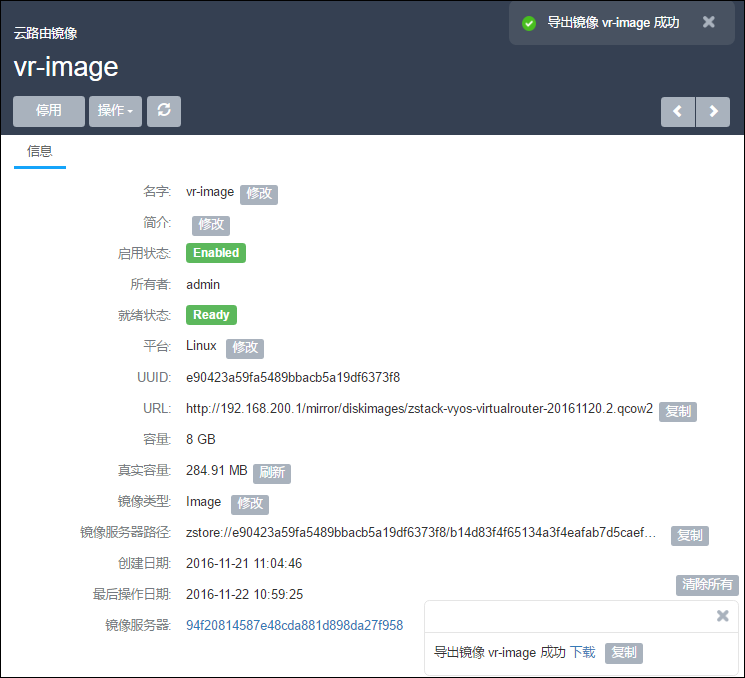 云路由镜像
导出镜像 vr-image 成功
vr-image
停用 操作
信息
名字: vr-image 修改
简介: 修改
启用状态: Enabled
所有者: admin
就绪状态: Ready
平台: Linux 修改
UUID: e90423a59fa5489bbacb5a19df6373f8
URL: http://192.168.200.1/mirror/diskimages/zstack-vyos-virtualrouter-20161120.2.qcow2 复制
容量: 8 GB
真实容量: 284.91 MB 刷新
镜像类型: Image 修改
镜像服务器路径: zstore://e90423a59fa5489bbacb5a19df6373f8/b14d83f4f65134a3f4eafab7d5caef... 复制
创建日期: 2016-11-21 11:04:46
最后操作日期: 2016-11-22 10:59:25
清除所有
镜像服务器: 94f20814587e48cda881d898da27f958
导出镜像 vr-image 成功 下载 复制